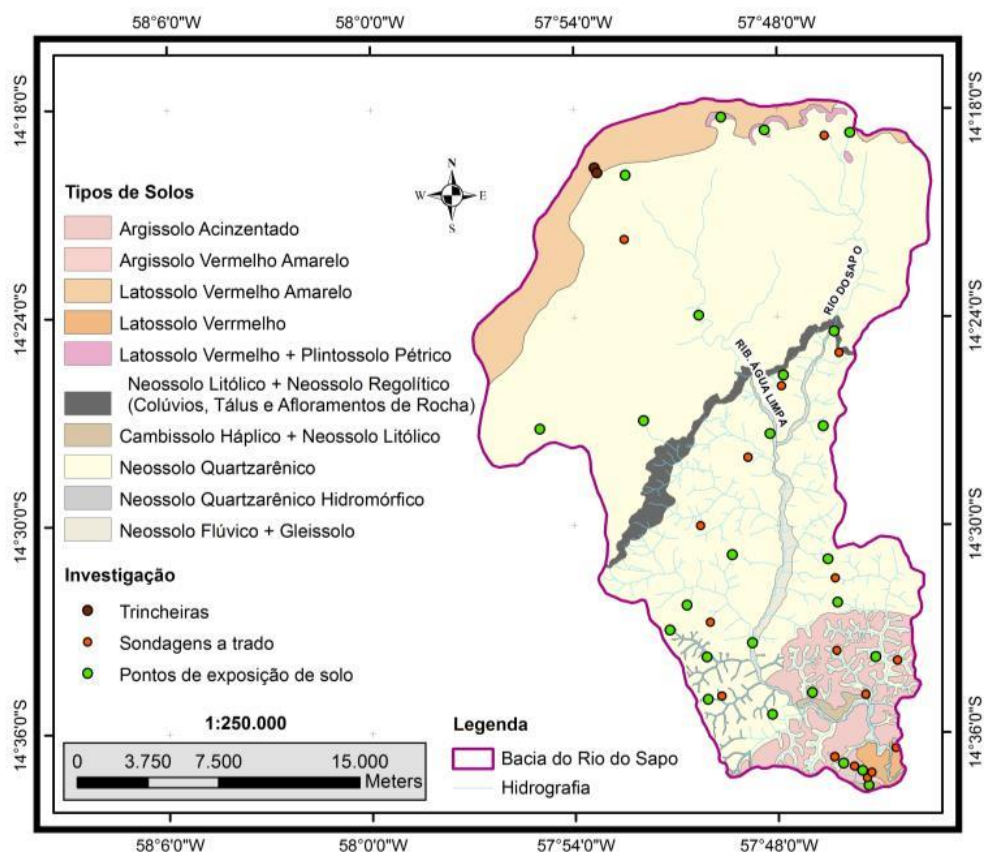 58°6'0"W
58°0'0"W
57°54'0"W
57°48'0"W
14°18'0"S
14°18'0"S
N
W
E
S
Tipos de Solos
Argissolo Acinzentado
Argissolo Vermelho Amarelo
Latossolo Vermelho Amarelo
Latossolo Verrmelho
Latossolo Vermelho + Plintossolo Pétrico
Neossolo Litólico + Neossolo Regolítico
(Colúvios, Tálus e Afloramentos de Rocha)
Cambissolo Háplico + Neossolo Litólico
Neossolo Quartzarênico
Neossolo Quartzarênico Hidromórfico
Neossolo Flúvico + Gleissolo
RIO DO SAPO
RIB. ÁGUA LIMPA
14°24'0"S
14°24'0"S
14°30'0"S
14°30'0"S
Investigação
Trincheiras
Sondagens a trado
Pontos de exposição de solo
1:250.000
0
3.750
7.500
15.000
Meters
Legenda
Bacia do Rio do Sapo
Hidrografia
14°36'0"S
14°36'0"S
58°6'0"W
58°0'0"W
57°54'0"W
57°48'0"W